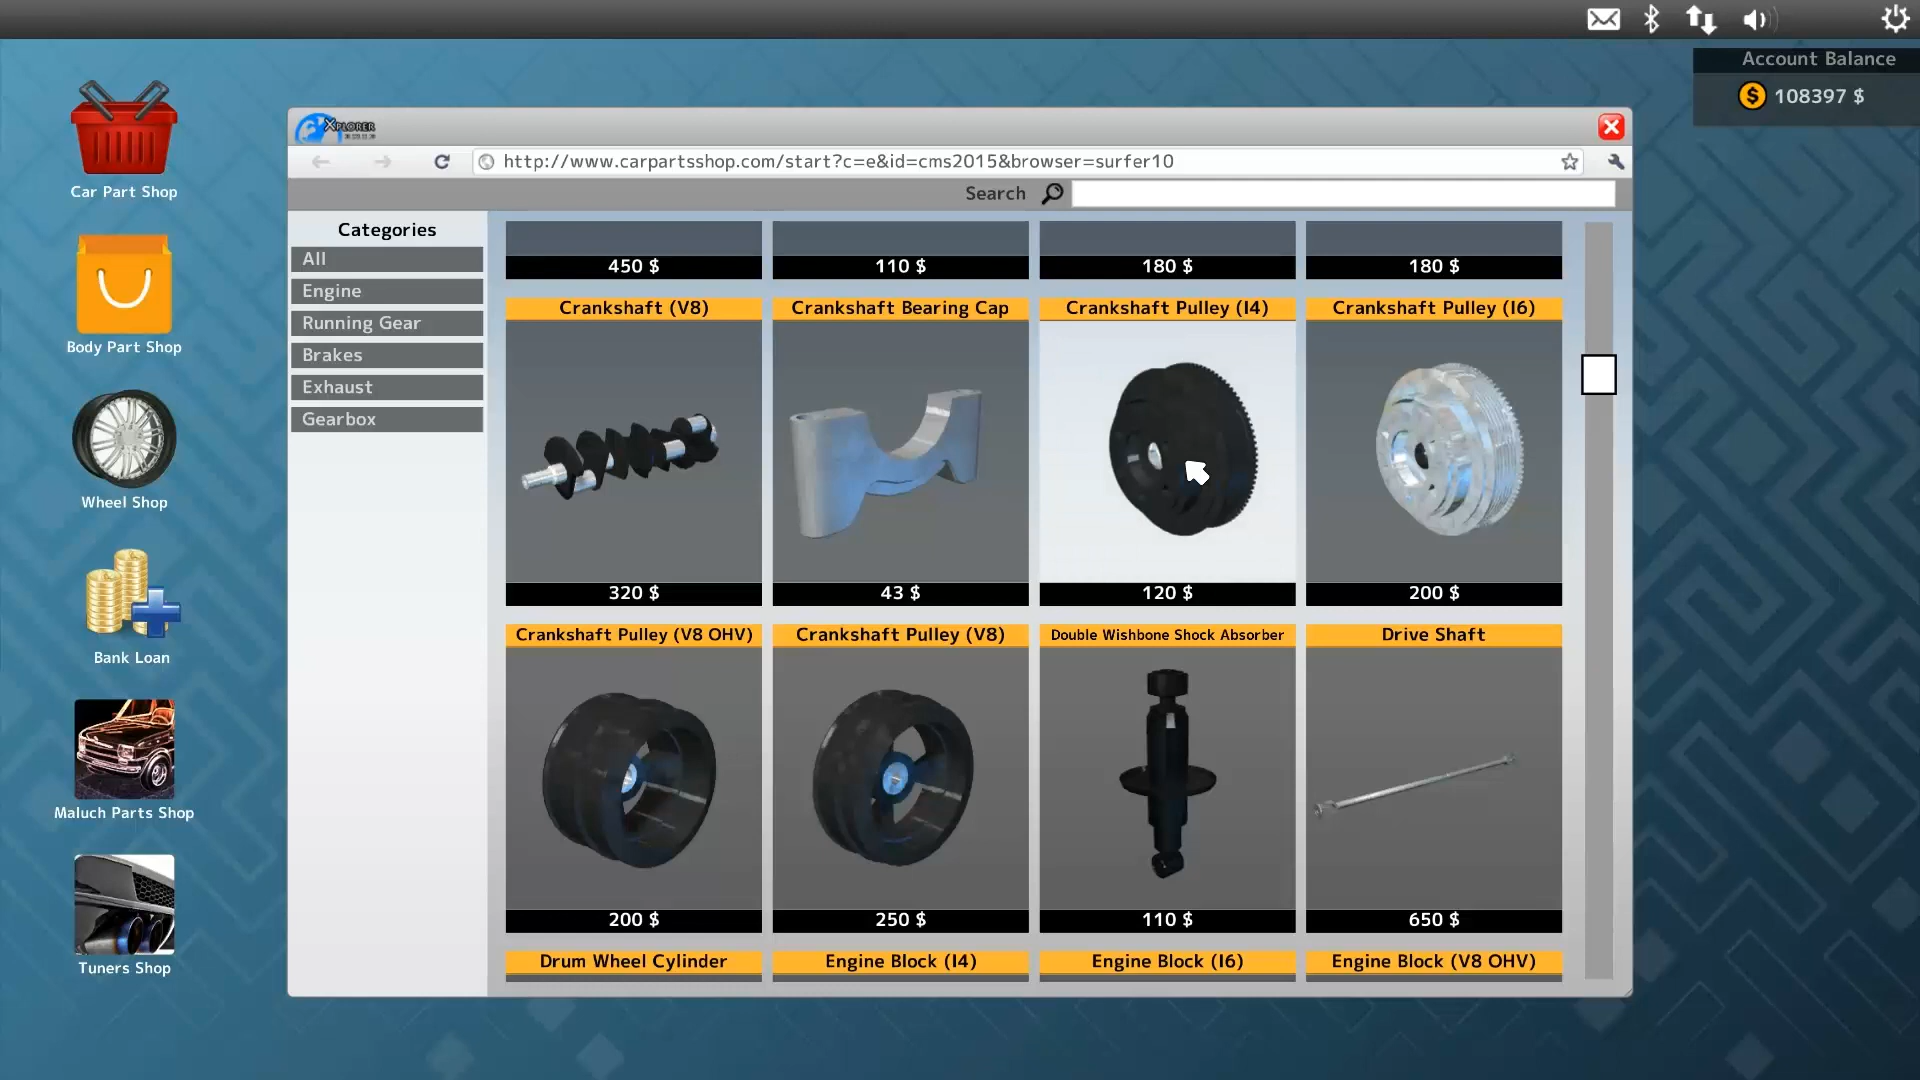 Account Balance
108397 $
Car Part Shop
Body Part Shop
Wheel Shop
Bank Loan
Maluch Parts Shop
Tuners Shop
XPLORER
http://www.carpartsshop.com/start?c=e&id=cms2015&browser=surfer10
Search
Categories
All
Engine
Running Gear
Brakes
Exhaust
Gearbox
450 $ 110 $ 180 $ 180 $
Crankshaft (V8) Crankshaft Bearing Cap Crankshaft Pulley (I4) Crankshaft Pulley (I6)
320 $ 43 $ 120 $ 200 $
Crankshaft Pulley (V8 OHV) Crankshaft Pulley (V8) Double Wishbone Shock Absorber Drive Shaft
200 $ 250 $ 110 $ 650 $
Drum Wheel Cylinder Engine Block (I4) Engine Block (I6) Engine Block (V8 OHV)